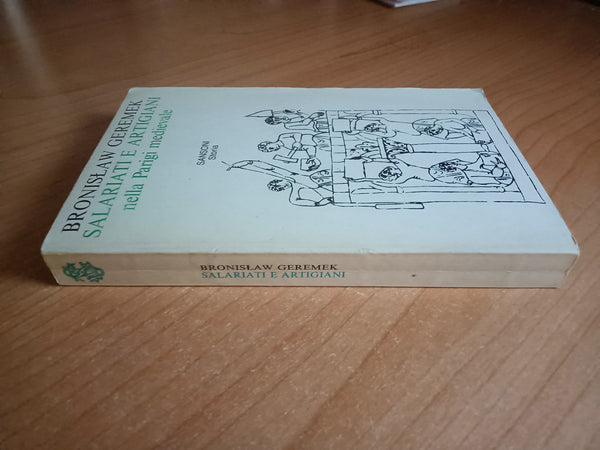 BRONISŁAW GEREMEK
SALARIATI E ARTIGIANI
nella Parigi medievale
SANSONI
Storia
BRONISŁAW GEREMEK
SALARIATI E ARTIGIANI